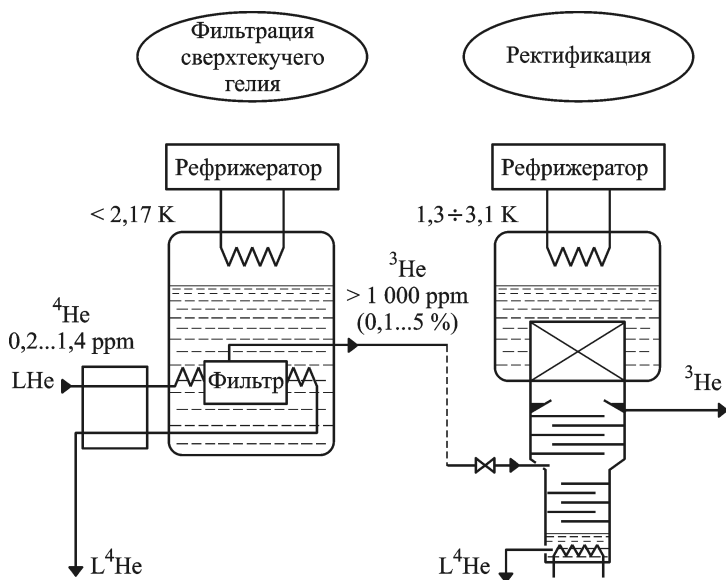 Фильтрация
сверхтекучего
гелия
Ректификация
Рефрижератор
Рефрижератор
< 2,17 K
1,3÷3,1 K
³He
> 1 000 ppm
(0,1...5 %)
⁴He
0,2...1,4 ppm
LHe
Фильтр
³He
L⁴He
L⁴He